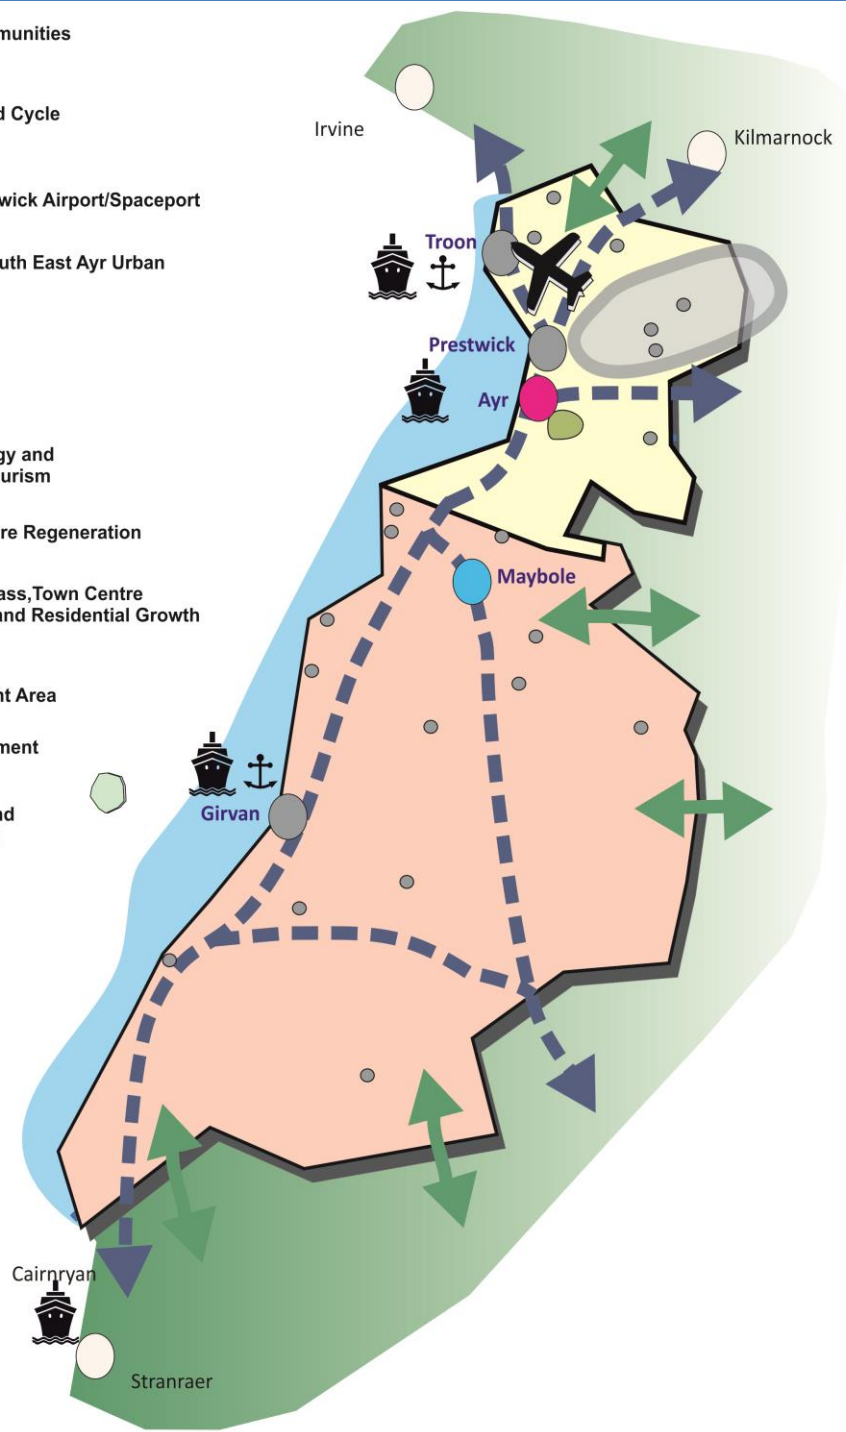 munities
d Cycle
wick Airport/Spaceport
uth East Ayr Urban
gy and
urism
re Regeneration
ass,Town Centre
and Residential Growth
nt Area
ment
nd
Irvine
Kilmarnock
Troon
Prestwick
Ayr
Maybole
Girvan
Cairnryan
Stranraer